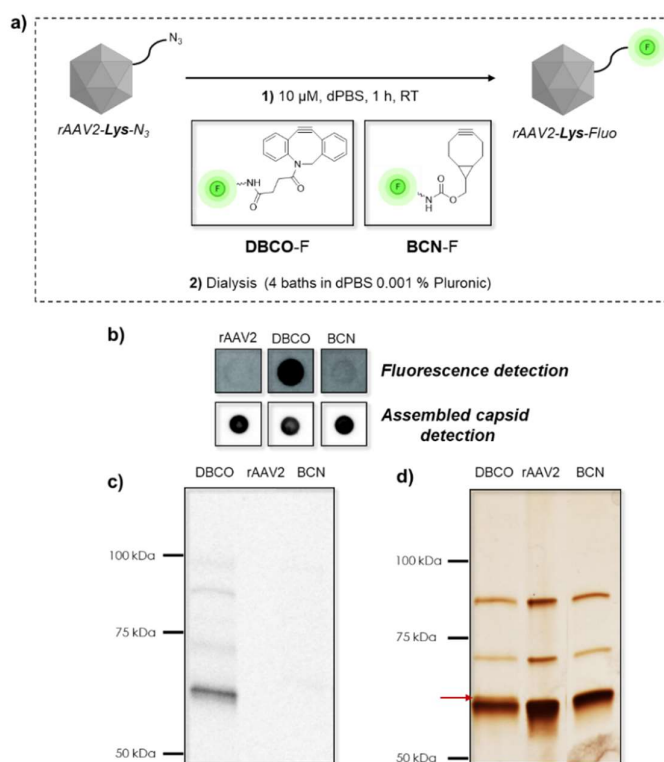 a)
N₃
F
rAAV2-Lys-N₃
1) 10 µM, dPBS, 1 h, RT
rAAV2-Lys-Fluo
F
NH
O
O
N
DBCO-F
F
N
H
O
O
BCN-F
2) Dialysis (4 baths in dPBS 0.001 % Pluronic)
b)
rAAV2 DBCO BCN
Fluorescence detection
Assembled capsid
detection
c)
DBCO rAAV2 BCN
100 kDa
75 kDa
50 kDa
d)
DBCO rAAV2 BCN
100 kDa
75 kDa
50 kDa